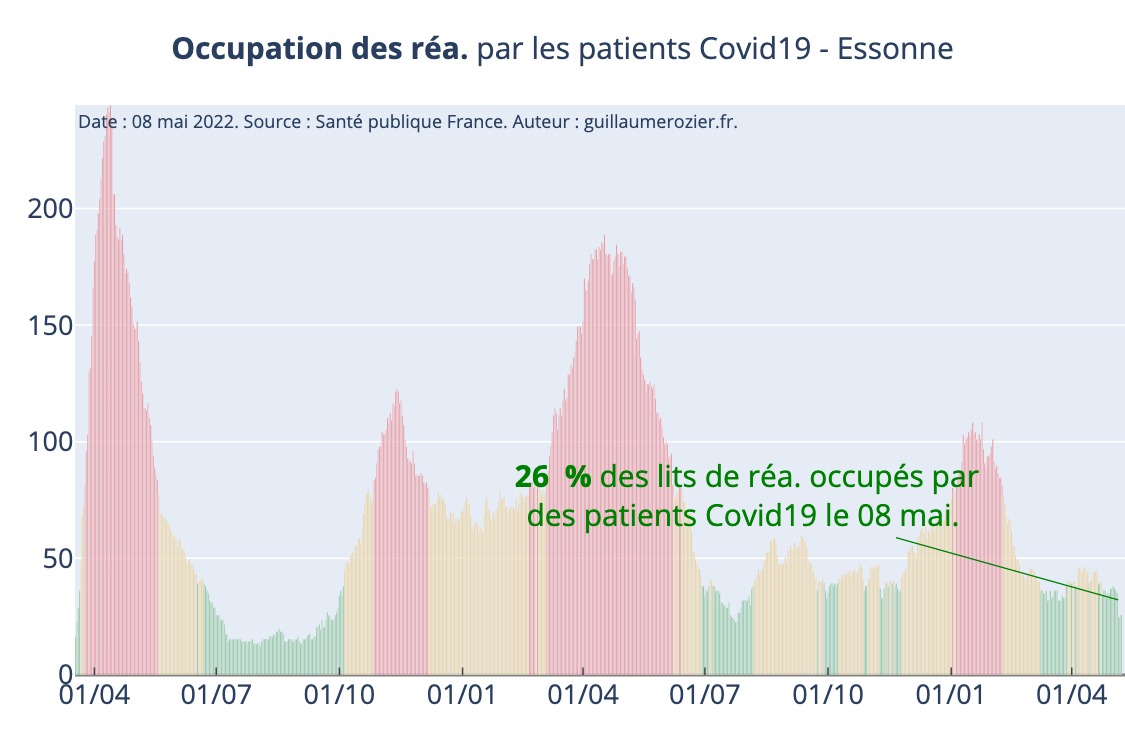 Occupation des réa. par les patients Covid19 - Essonne
Date : 08 mai 2022. Source : Santé publique France. Auteur : guillaumerozier.fr.
200
150
100
26 % des lits de réa. occupés par
des patients Covid19 le 08 mai.
50
0
01/04 01/07 01/10 01/01 01/04 01/07 01/10 01/01 01/04